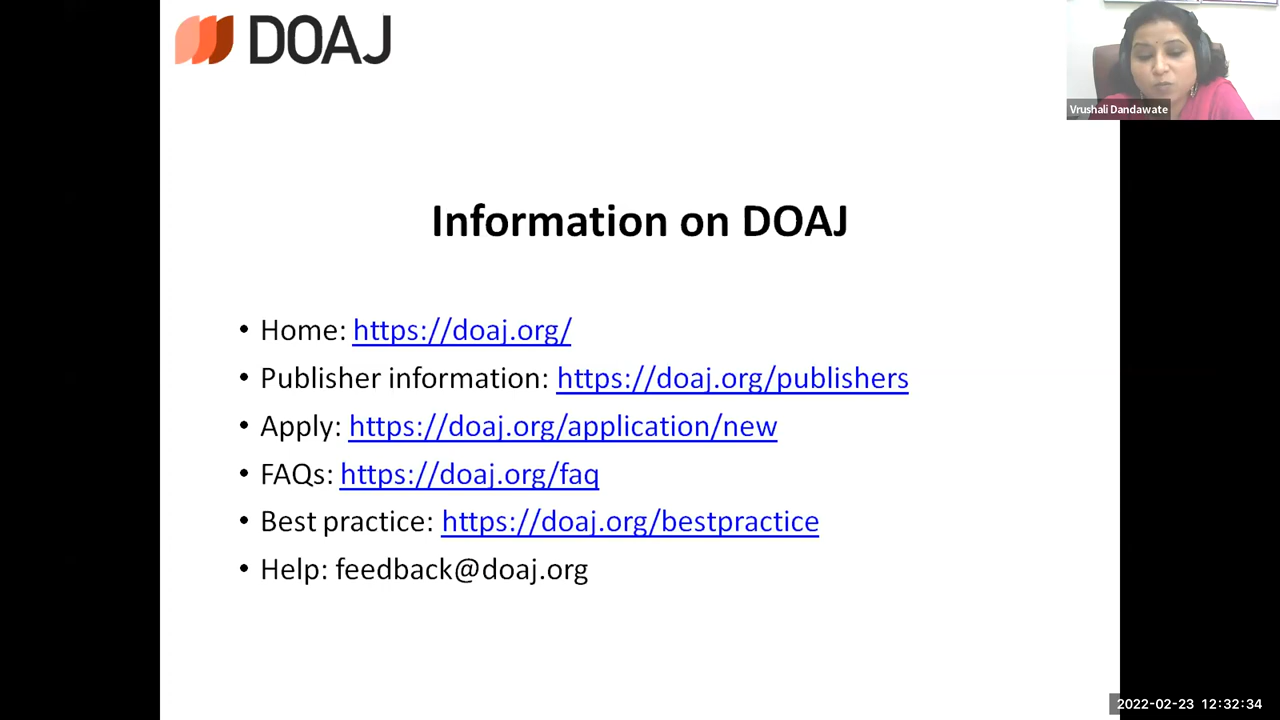 DOAJ
Vrushali Dandawate
Information on DOAJ
• Home: https://doaj.org/
• Publisher information: https://doaj.org/publishers
• Apply: https://doaj.org/application/new
• FAQs: https://doaj.org/faq
• Best practice: https://doaj.org/bestpractice
• Help: feedback@doaj.org
2022-02-23 12:32:34